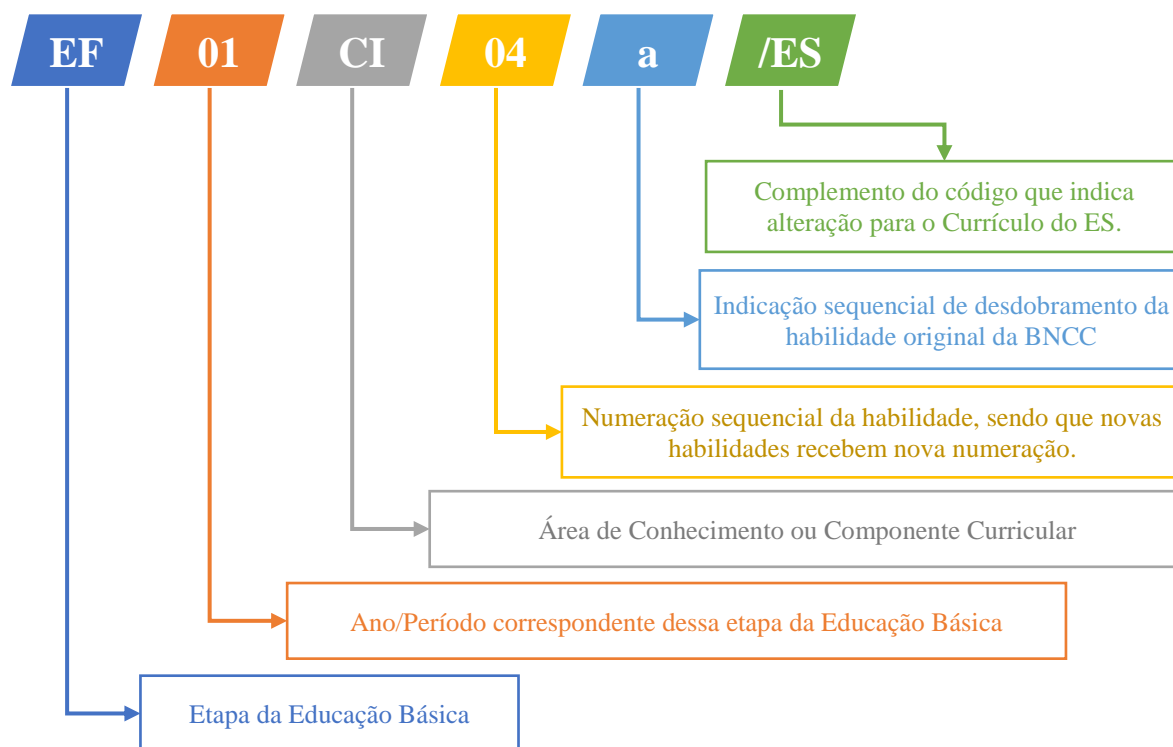 EF 01 CI 04 a /ES
Complemento do código que indica
alteração para o Currículo do ES.
Indicação sequencial de desdobramento da
habilidade original da BNCC
Numeração sequencial da habilidade, sendo que novas
habilidades recebem nova numeração.
Área de Conhecimento ou Componente Curricular
Ano/Período correspondente dessa etapa da Educação Básica
Etapa da Educação Básica